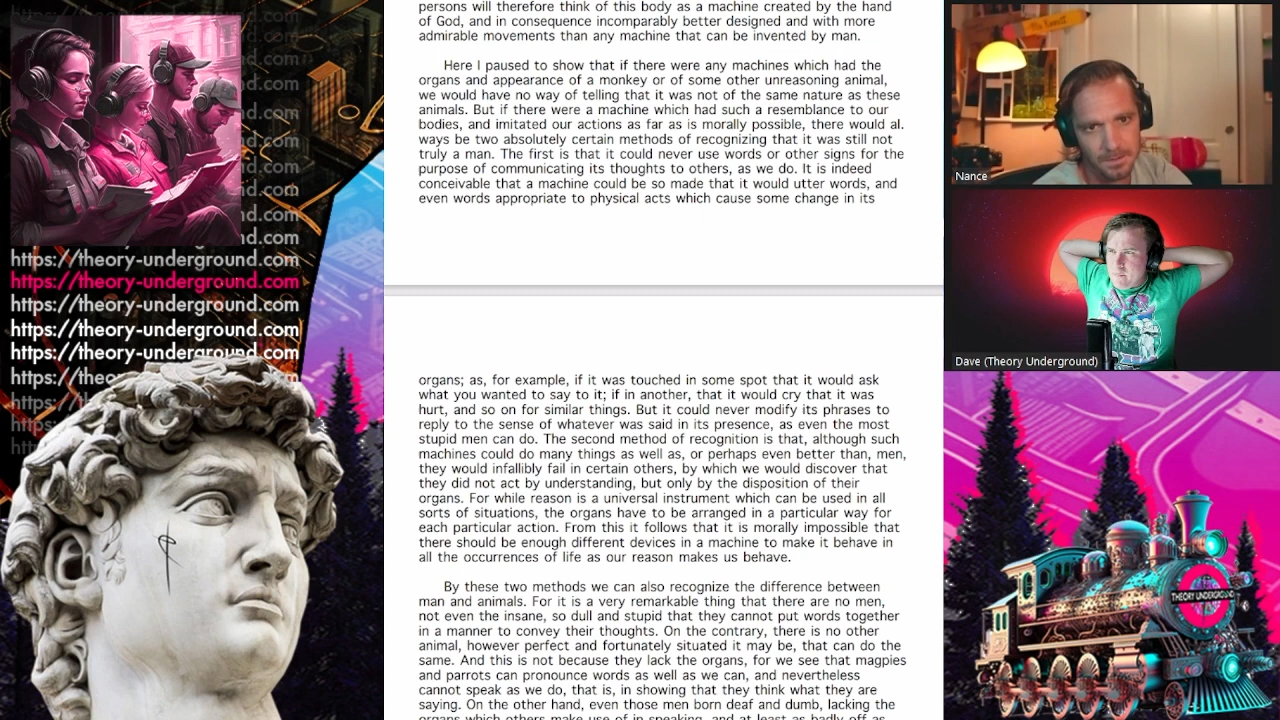 https://theory-underground.com
https://theory-underground.com
https://theory-underground.com
https://theory-underground.com
https://theory-underground.com
persons will therefore think of this body as a machine created by the hand
of God, and in consequence incomparably better designed and with more
admirable movements than any machine that can be invented by man.
Here I paused to show that if there were any machines which had the
organs and appearance of a monkey or of some other unreasoning animal,
we would have no way of telling that it was not of the same nature as these
animals. But if there were a machine which had such a resemblance to our
bodies, and imitated our actions as far as is morally possible, there would al.
ways be two absolutely certain methods of recognizing that it was still not
truly a man. The first is that it could never use words or other signs for the
purpose of communicating its thoughts to others, as we do. It is indeed
conceivable that a machine could be so made that it would utter words, and
even words appropriate to physical acts which cause some change in its
organs; as, for example, if it was touched in some spot that it would ask
what you wanted to say to it; if in another, that it would cry that it was
hurt, and so on for similar things. But it could never modify its phrases to
reply to the sense of whatever was said in its presence, as even the most
stupid men can do. The second method of recognition is that, although such
machines could do many things as well as, or perhaps even better than, men,
they would infallibly fail in certain others, by which we would discover that
they did not act by understanding, but only by the disposition of their
organs. For while reason is a universal instrument which can be used in all
sorts of situations, the organs have to be arranged in a particular way for
each particular action. From this it follows that it is morally impossible that
there should be enough different devices in a machine to make it behave in
all the occurrences of life as our reason makes us behave.
By these two methods we can also recognize the difference between
man and animals. For it is a very remarkable thing that there are no men,
not even the insane, so dull and stupid that they cannot put words together
in a manner to convey their thoughts. On the contrary, there is no other
animal, however perfect and fortunately situated it may be, that can do the
same. And this is not because they lack the organs, for we see that magpies
and parrots can pronounce words as well as we can, and nevertheless
cannot speak as we do, that is, in showing that they think what they are
saying. On the other hand, even those men born deaf and dumb, lacking the
organs which others make use of in speaking, and at least as badly off as
Nance
Dave (Theory Underground)
THEORY UNDERGROUND